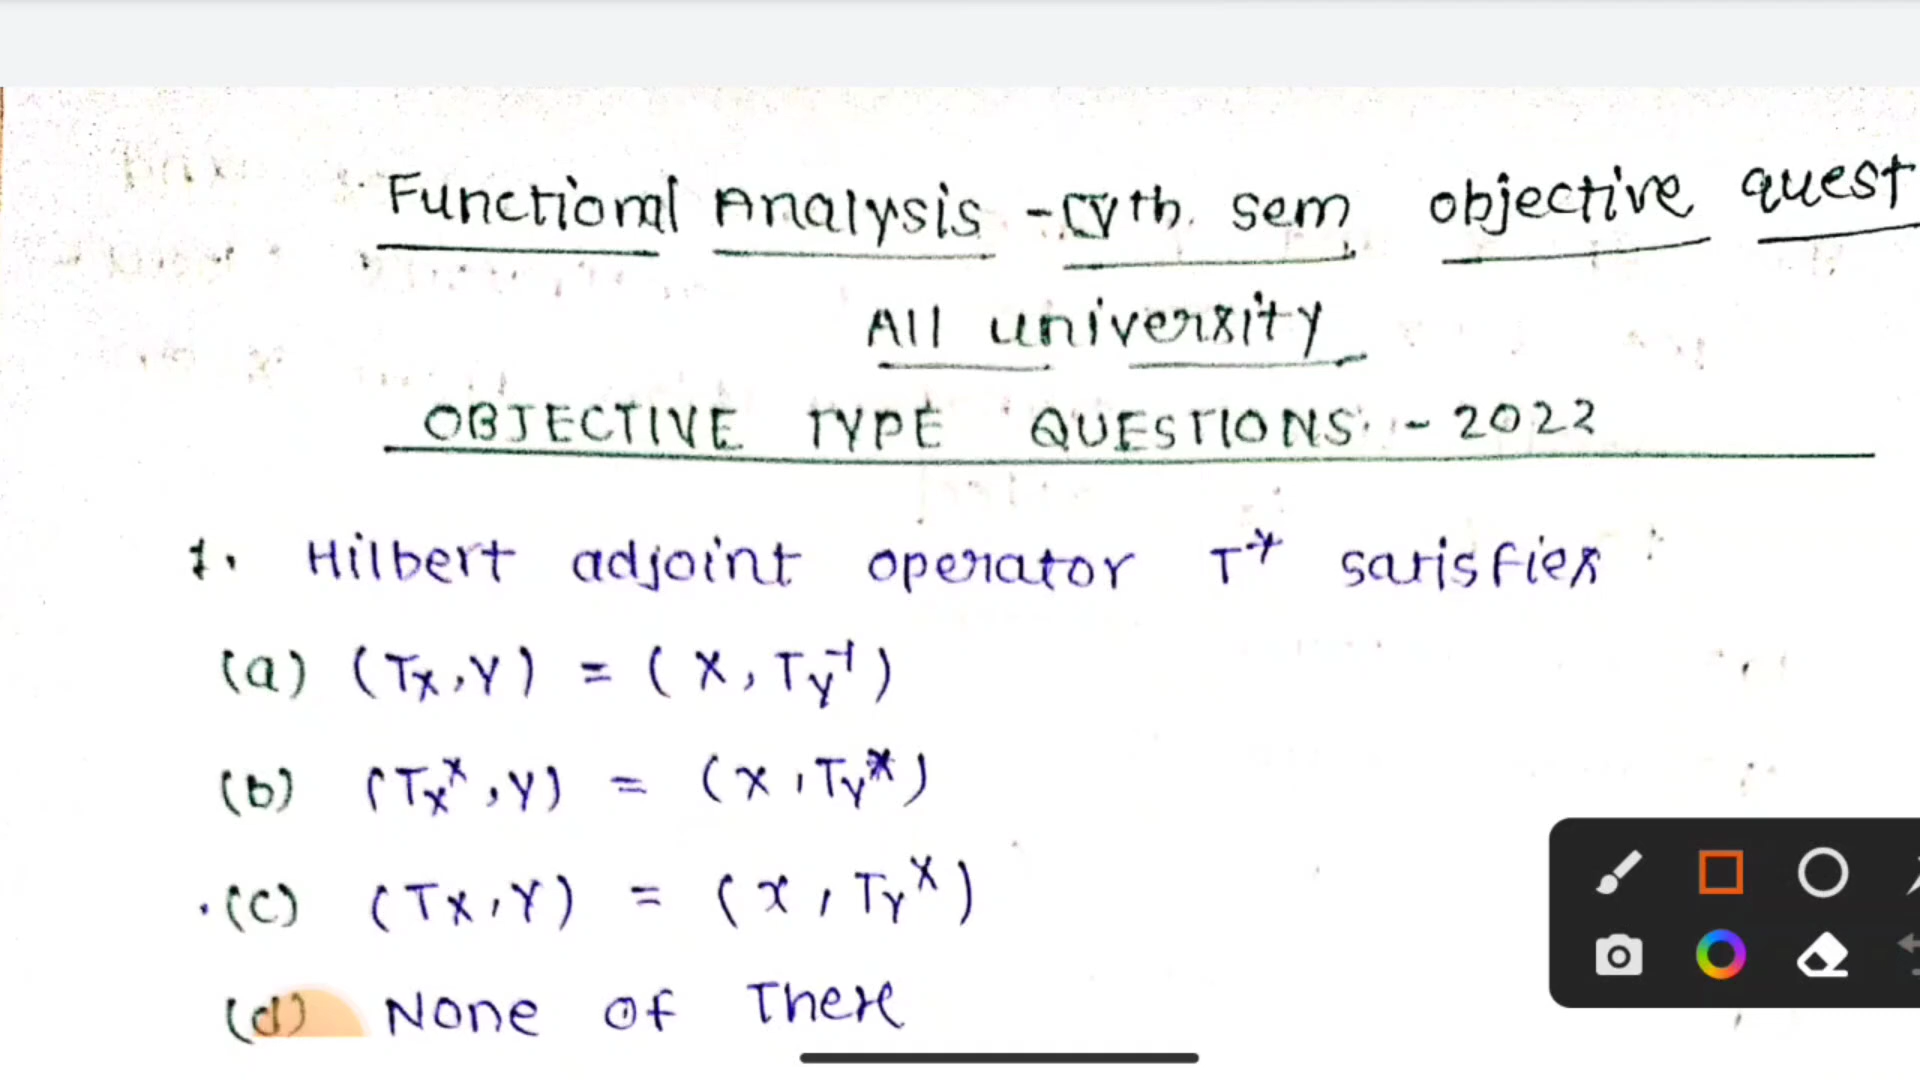 Functional Analysis - IVth. sem objective quest
All university
OBJECTIVE TYPE QUESTIONS - 2022
1. Hilbert adjoint operator T* satisfies :
(a) (Tx, y) = (x, Ty⁻¹)
(b) (Tx*, y) = (x, Ty*)
(c) (Tx, y) = (x, Ty*)
(d) None of These